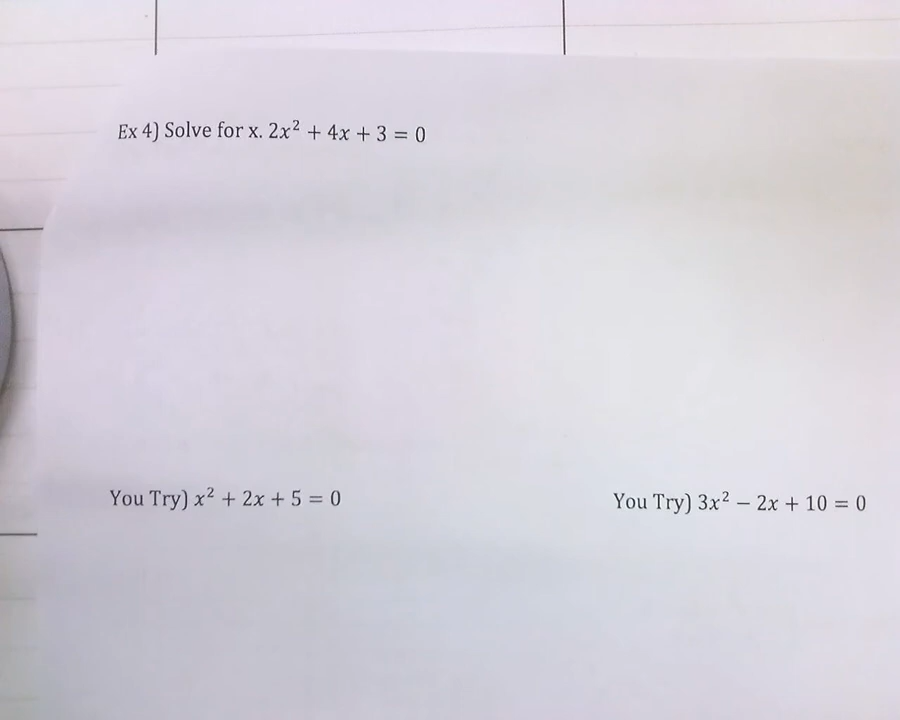 Ex 4) Solve for x. 2x² + 4x + 3 = 0
You Try) x² + 2x + 5 = 0
You Try) 3x² − 2x + 10 = 0